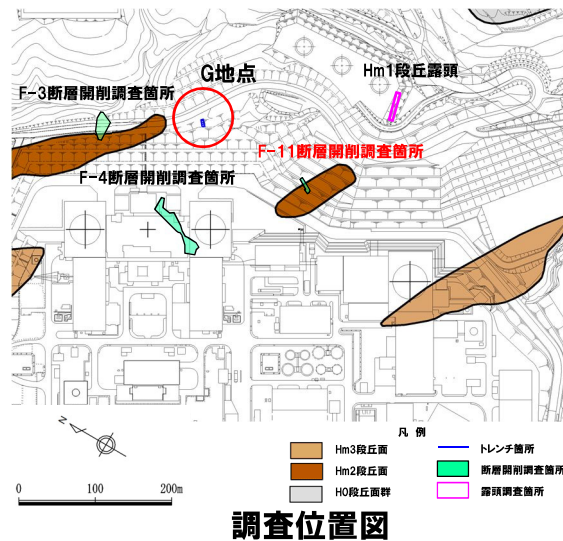 G地点
Hm1段丘露頭
F-3断層開削調査箇所
F-11断層開削調査箇所
F-4断層開削調査箇所
凡 例
Hm3段丘面
トレンチ箇所
Hm2段丘面
断層開削調査箇所
H0段丘面群
露頭調査箇所
N
0 100 200m
調査位置図